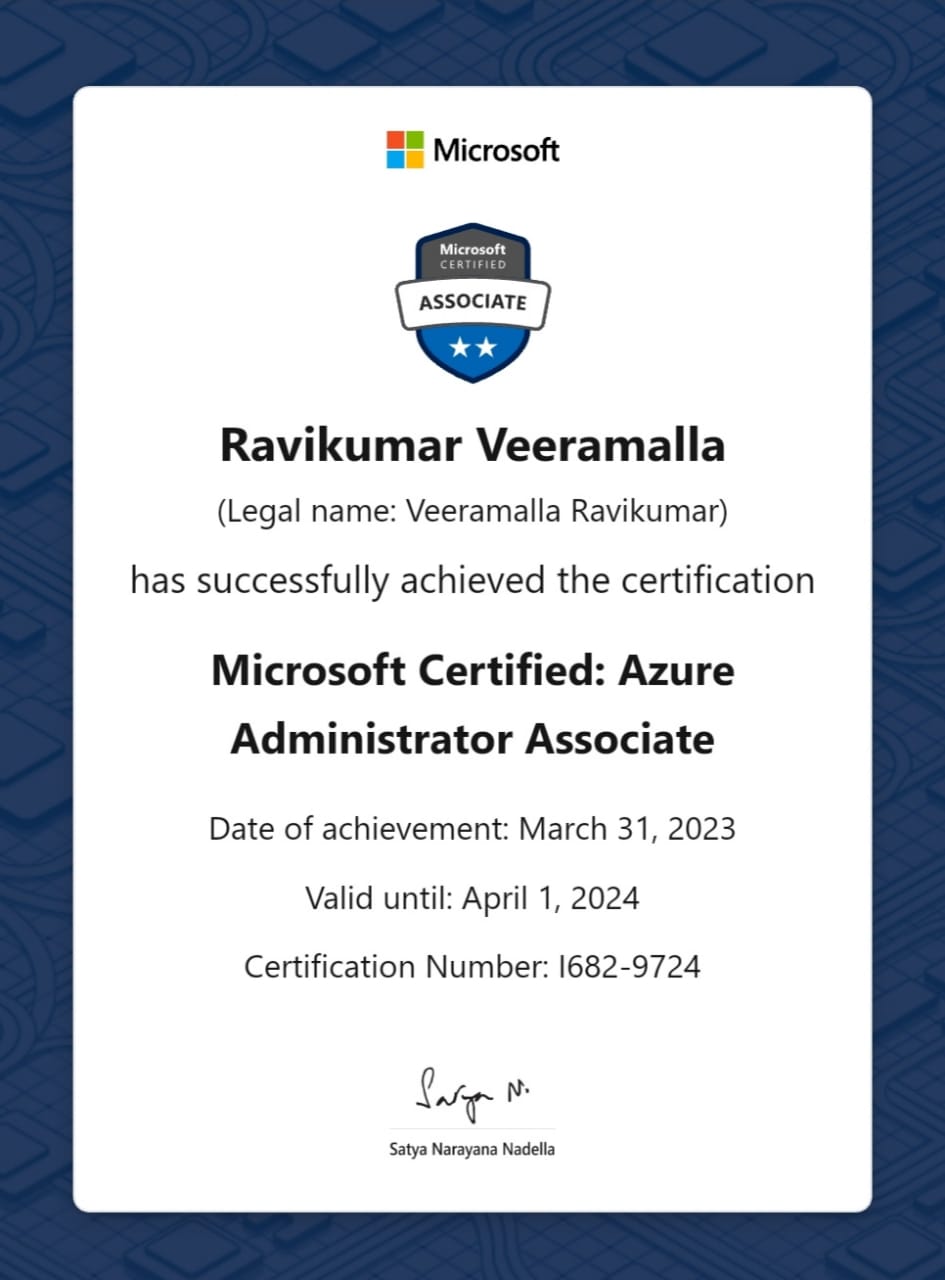 Microsoft
Microsoft
CERTIFIED
ASSOCIATE
Ravikumar Veeramalla
(Legal name: Veeramalla Ravikumar)
has successfully achieved the certification
Microsoft Certified: Azure
Administrator Associate
Date of achievement: March 31, 2023
Valid until: April 1, 2024
Certification Number: I682-9724
Satya N.
Satya Narayana Nadella